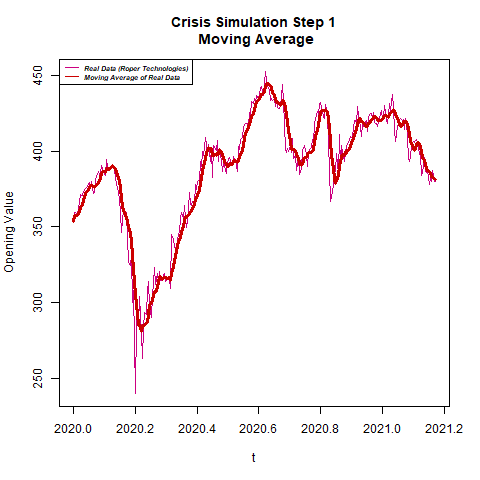 Crisis Simulation Step 1
Moving Average
Real Data (Roper Technologies)
Moving Average of Real Data
Opening Value
450
400
350
300
250
2020.0 2020.2 2020.4 2020.6 2020.8 2021.0 2021.2
t